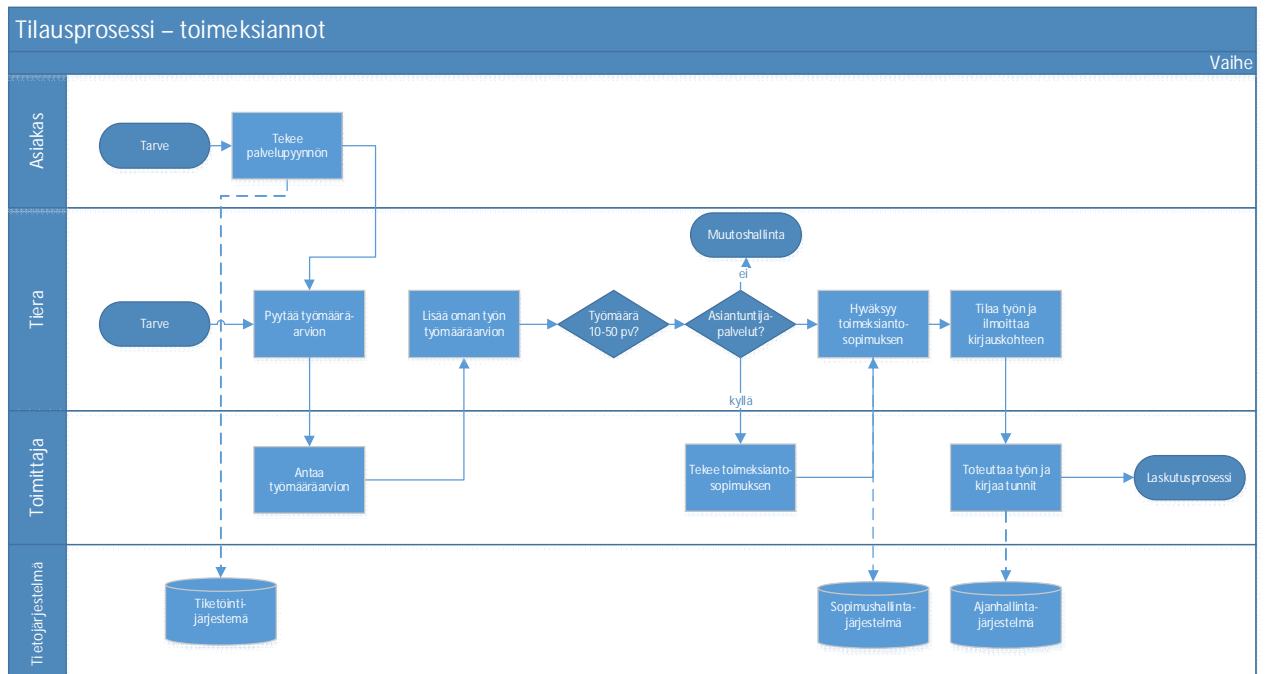 Tilausprosessi – toimeksiannot
Vaihe
Asiakas
Tarve
Tekee
palvelupyynnön
Tiera
Muutoshallinta
ei
Tarve
Pyytää työmäärä-
arvion
Lisää oman työn
työmääräarvion
Työmäärä
10-50 pv?
Asiantuntija-
palvelut?
Hyväksyy
toimeksianto-
sopimuksen
Tilaa työn ja
ilmoittaa
kirjauskohteen
kyllä
Toimittaja
Antaa
työmääräarvion
Tekee toimeksianto-
sopimuksen
Toteuttaa työn ja
kirjaa tunnit
Laskutusprosessi
Tietojärjestelmä
Tiketöinti-
järjestemä
Sopimushallinta-
järjestelmä
Ajanhallinta-
järjestelmä